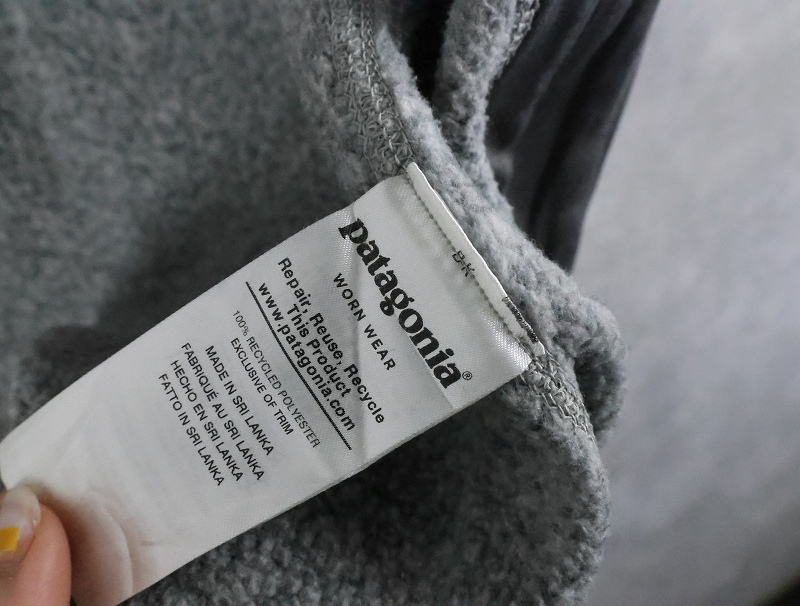 patagonia®
WORN WEAR
Repair, Reuse, Recycle
This Product
www.patagonia.com
100% RECYCLED POLYESTER
EXCLUSIVE OF TRIM
MADE IN SRI LANKA
FABRIQUÉ AU SRI LANKA
HECHO EN SRI LANKA
FATTO IN SRI LANKA